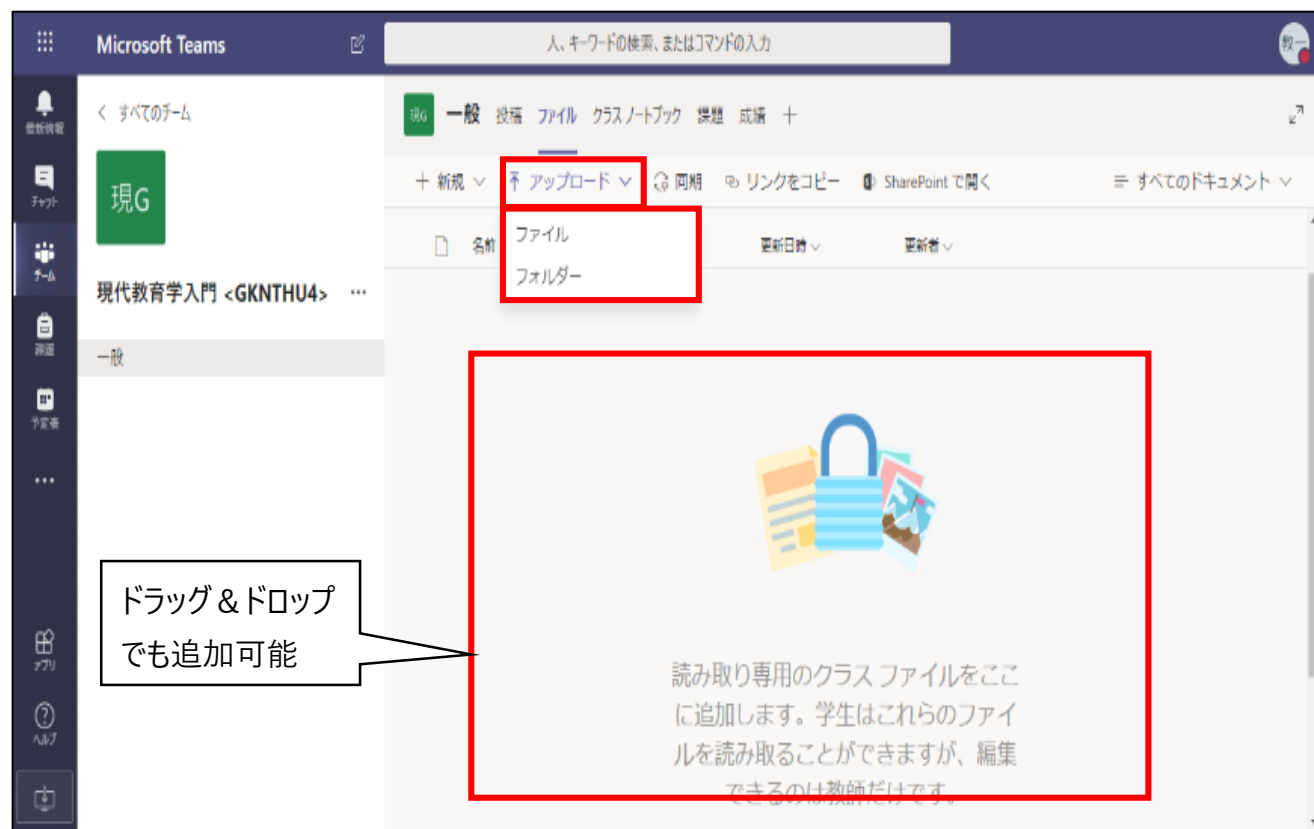 Microsoft Teams
人、キーワードの検索、またはコマンドの入力
教一
最新情報
チャット
チーム
課題
予定表
アプリ
ヘルプ
すべてのチーム
現G
現代教育学入門 <GKNTHU4> ...
一般
現G 一般 投稿 ファイル クラス ノートブック 課題 成績 +
+ 新規 アップロード 同期 リンクをコピー SharePoint で開く すべてのドキュメント
名前 更新日時 更新者
ファイル
フォルダー
ドラッグ&ドロップ
でも追加可能
読み取り専用のクラス ファイルをここ
に追加します。学生はこれらのファイ
ルを読み取ることができますが、編集
できるのは教師だけです。